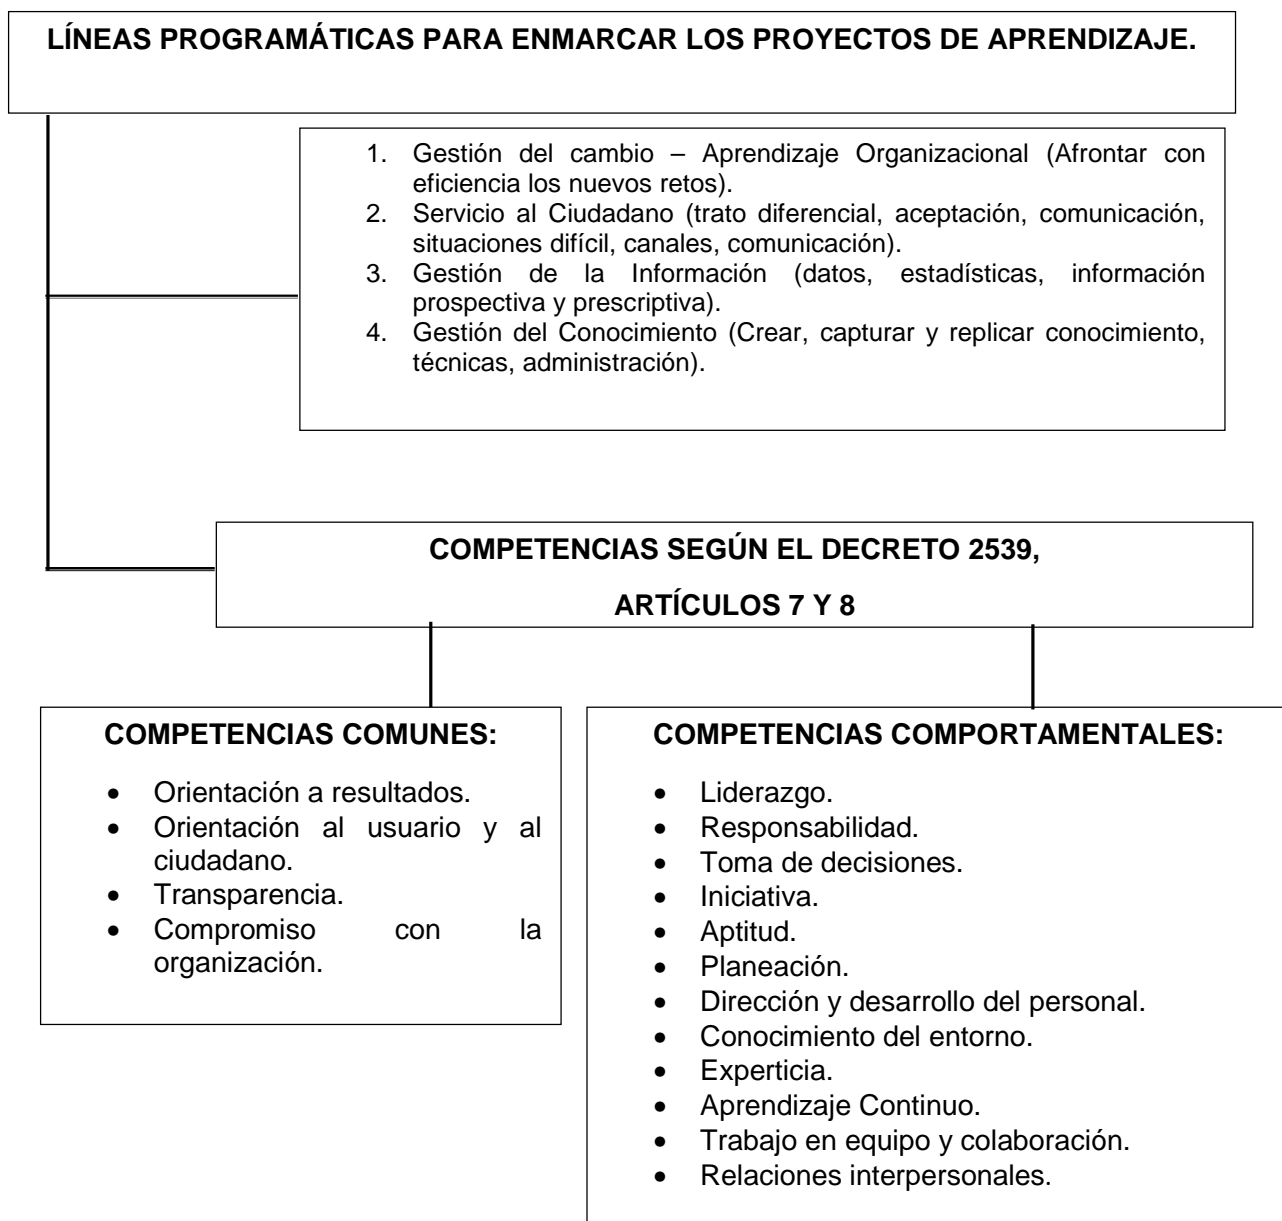 LÍNEAS PROGRAMÁTICAS PARA ENMARCAR LOS PROYECTOS DE APRENDIZAJE.
1. Gestión del cambio – Aprendizaje Organizacional (Afrontar con
eficiencia los nuevos retos).
2. Servicio al Ciudadano (trato diferencial, aceptación, comunicación,
situaciones difícil, canales, comunicación).
3. Gestión de la Información (datos, estadísticas, información
prospectiva y prescriptiva).
4. Gestión del Conocimiento (Crear, capturar y replicar conocimiento,
técnicas, administración).
COMPETENCIAS SEGÚN EL DECRETO 2539,
ARTÍCULOS 7 Y 8
COMPETENCIAS COMUNES:
• Orientación a resultados.
• Orientación al usuario y al
ciudadano.
• Transparencia.
• Compromiso con la
organización.
COMPETENCIAS COMPORTAMENTALES:
• Liderazgo.
• Responsabilidad.
• Toma de decisiones.
• Iniciativa.
• Aptitud.
• Planeación.
• Dirección y desarrollo del personal.
• Conocimiento del entorno.
• Experticia.
• Aprendizaje Continuo.
• Trabajo en equipo y colaboración.
• Relaciones interpersonales.